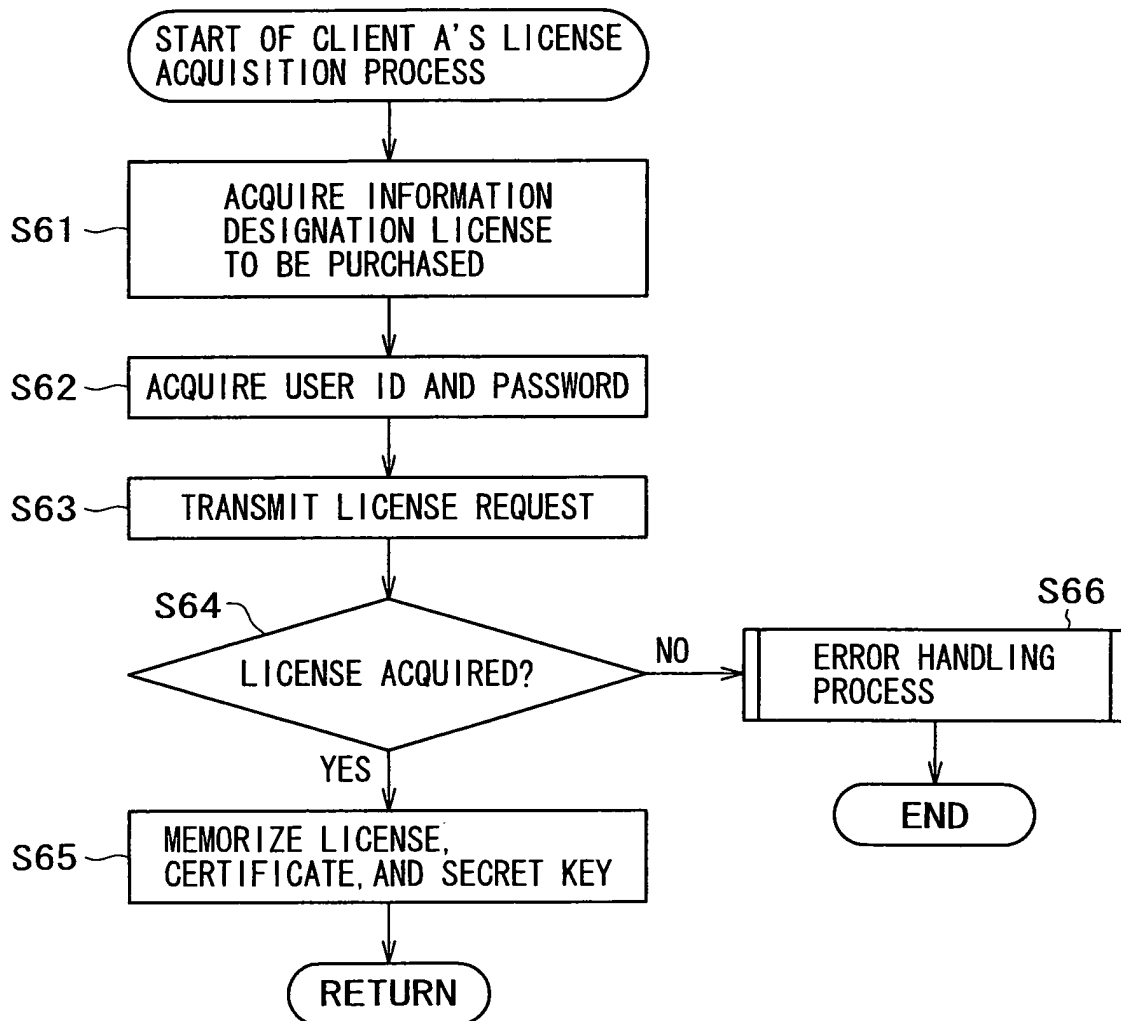 START OF CLIENT A'S LICENSE
ACQUISITION PROCESS
S61
ACQUIRE INFORMATION
DESIGNATION LICENSE
TO BE PURCHASED
S62
ACQUIRE USER ID AND PASSWORD
S63
TRANSMIT LICENSE REQUEST
S64
LICENSE ACQUIRED?
NO
S66
ERROR HANDLING
PROCESS
YES
END
S65
MEMORIZE LICENSE,
CERTIFICATE, AND SECRET KEY
RETURN